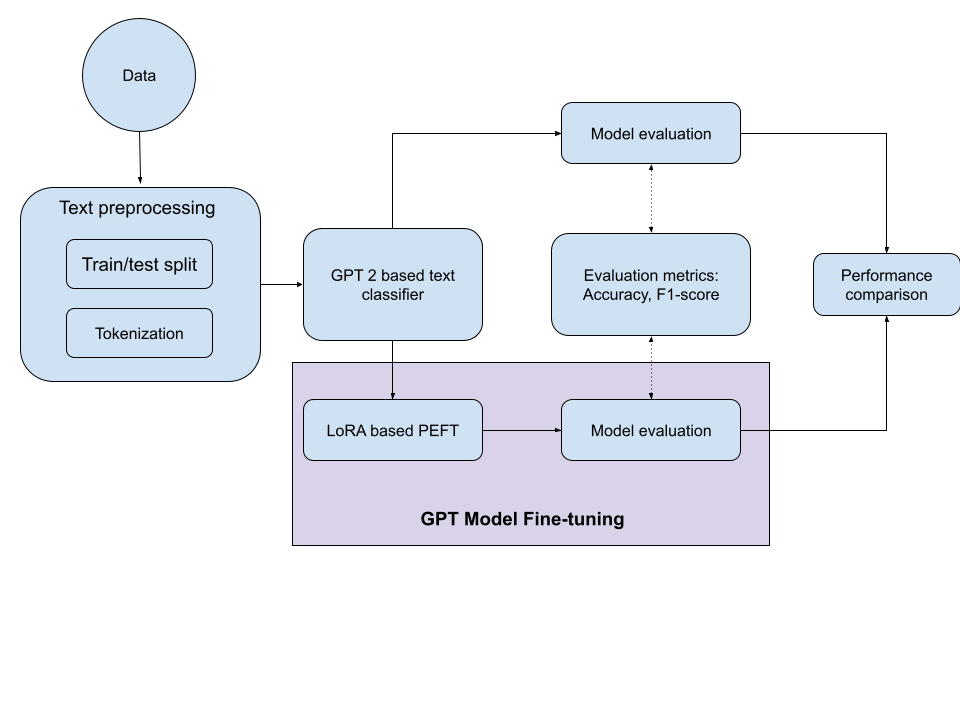 Data
Text preprocessing
Train/test split
Tokenization
GPT 2 based text
classifier
Model evaluation
Evaluation metrics:
Accuracy, F1-score
Performance
comparison
LoRA based PEFT
Model evaluation
GPT Model Fine-tuning